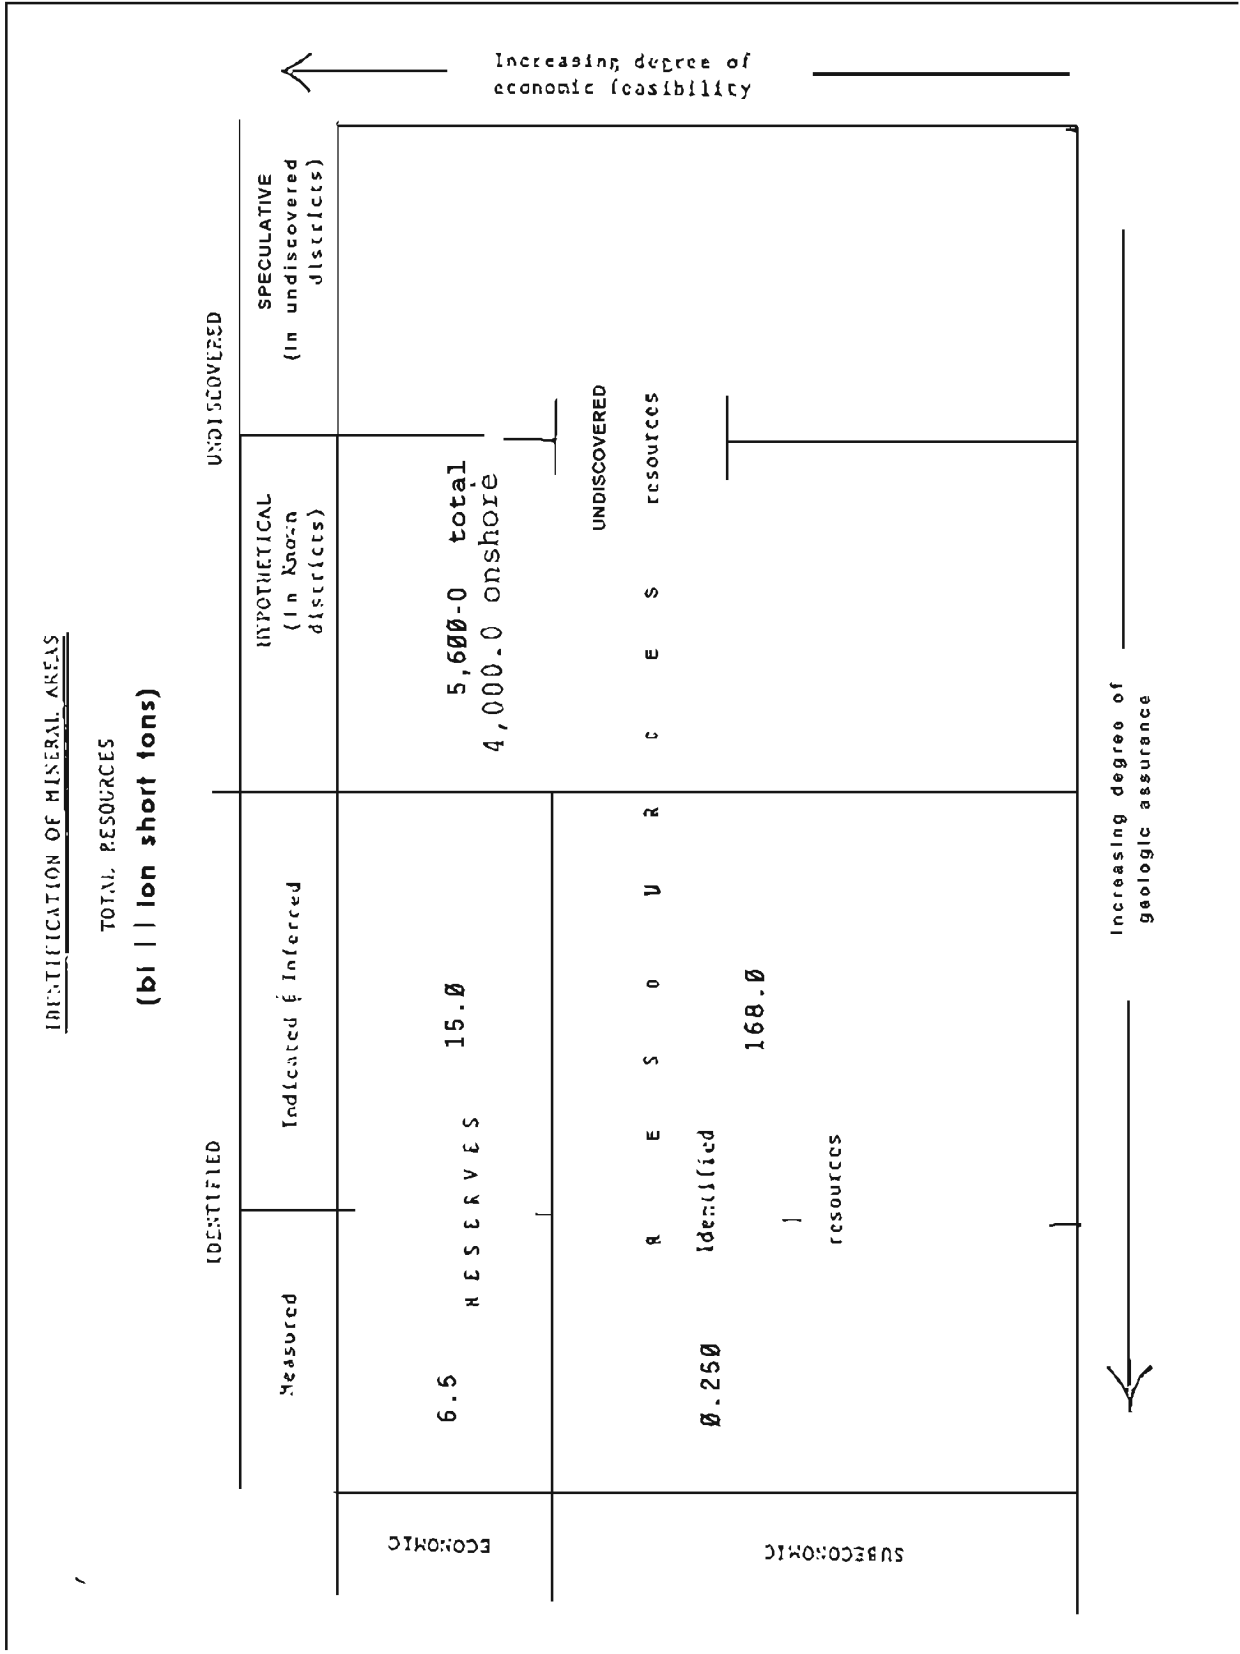 IDENTIFICATION OF MINERAL AREAS
TOTAL RESOURCES
(billion short tons)
IDENTIFIED
UNDISCOVERED
Measured
Indicated & Inferred
HYPOTHETICAL
(In Known
districts)
SPECULATIVE
(In undiscovered
districts)
ECONOMIC
6.5
RESERVES
15.0
5,600-0 total
4,000.0 onshore
UNDISCOVERED
resources
RESOURCES
SUBECONOMIC
0.250
Identified
resources
168.0
Increasing degree of
economic feasibility
Increasing degree of
geologic assurance